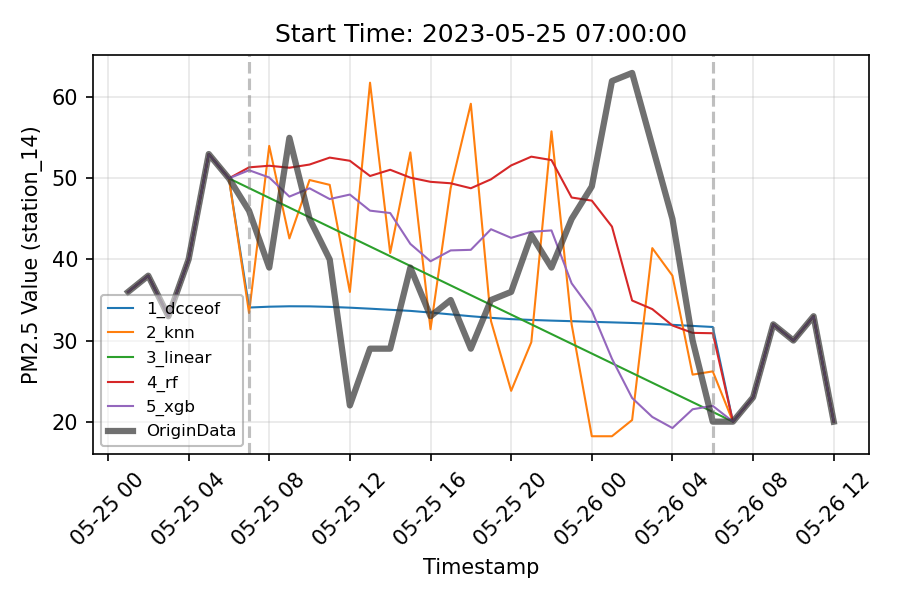 Start Time: 2023-05-25 07:00:00
PM2.5 Value (station_14)
60
50
40
30
20
1_dcceof
2_knn
3_linear
4_rf
5_xgb
OriginData
05-25 00
05-25 04
05-25 08
05-25 12
05-25 16
05-25 20
05-26 00
05-26 04
05-26 08
05-26 12
Timestamp